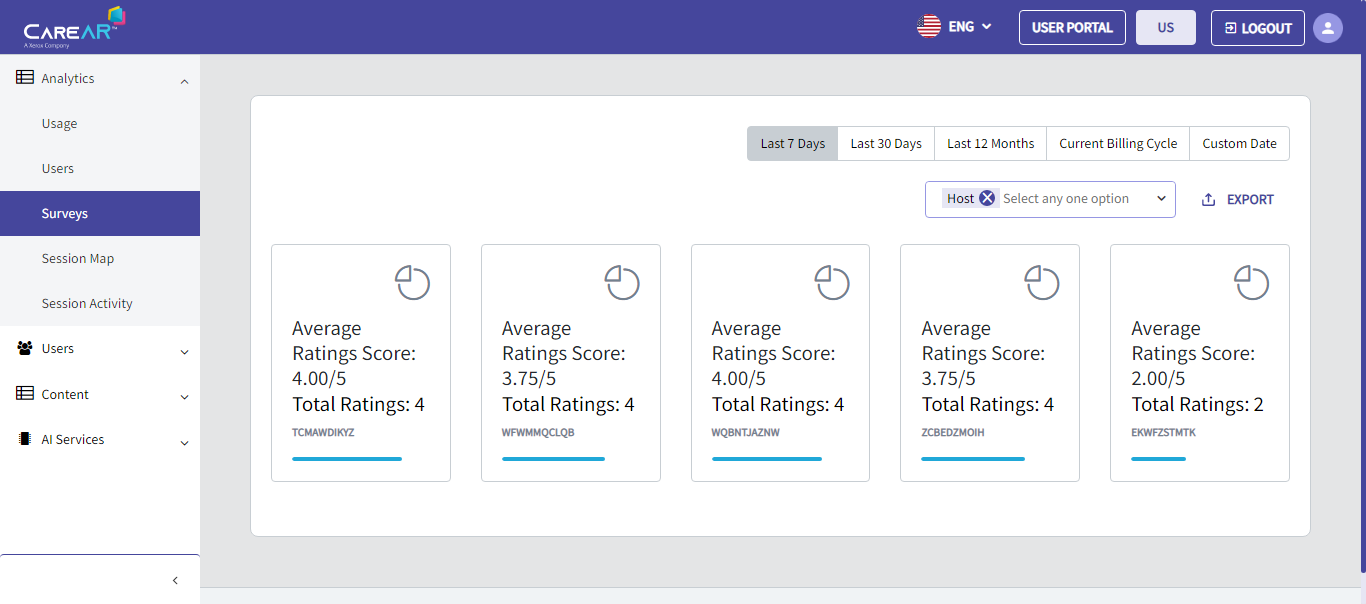 CAREAR™
A Xerox Company
ENG
USER PORTAL
US
LOGOUT
Analytics
Usage
Users
Surveys
Session Map
Session Activity
Users
Content
AI Services
Last 7 Days
Last 30 Days
Last 12 Months
Current Billing Cycle
Custom Date
Host
Select any one option
EXPORT
Average
Ratings Score:
4.00/5
Total Ratings: 4
TCMAWDIKYZ
Average
Ratings Score:
3.75/5
Total Ratings: 4
WFWMMQCLQB
Average
Ratings Score:
4.00/5
Total Ratings: 4
WQBNTJAZNW
Average
Ratings Score:
3.75/5
Total Ratings: 4
ZCBEDZMOIH
Average
Ratings Score:
2.00/5
Total Ratings: 2
EKWFZSTMTK